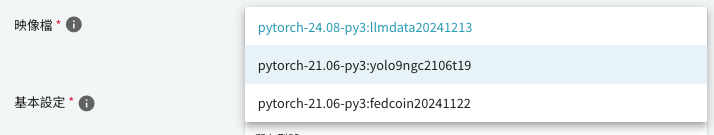 映像檔 *
pytorch-24.08-py3:llmdata20241213
pytorch-21.06-py3:yolo9ngc2106t19
基本設定 *
pytorch-21.06-py3:fedcoin20241122